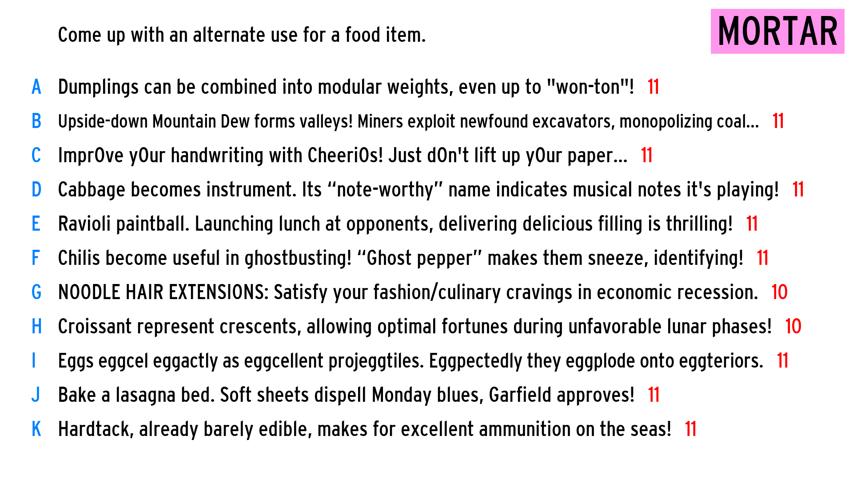 Come up with an alternate use for a food item.
MORTAR
A Dumplings can be combined into modular weights, even up to "won-ton"! 11
B Upside-down Mountain Dew forms valleys! Miners exploit newfound excavators, monopolizing coal... 11
C Impr0ve y0ur handwriting with Cheeri0s! Just d0n't lift up y0ur paper... 11
D Cabbage becomes instrument. Its “note-worthy” name indicates musical notes it's playing! 11
E Ravioli paintball. Launching lunch at opponents, delivering delicious filling is thrilling! 11
F Chilis become useful in ghostbusting! “Ghost pepper” makes them sneeze, identifying! 11
G NOODLE HAIR EXTENSIONS: Satisfy your fashion/culinary cravings in economic recession. 10
H Croissant represent crescents, allowing optimal fortunes during unfavorable lunar phases! 10
I Eggs eggcel eggactly as eggcellent projeggtiles. Eggpectedly they eggplode onto eggteriors. 11
J Bake a lasagna bed. Soft sheets dispell Monday blues, Garfield approves! 11
K Hardtack, already barely edible, makes for excellent ammunition on the seas! 11